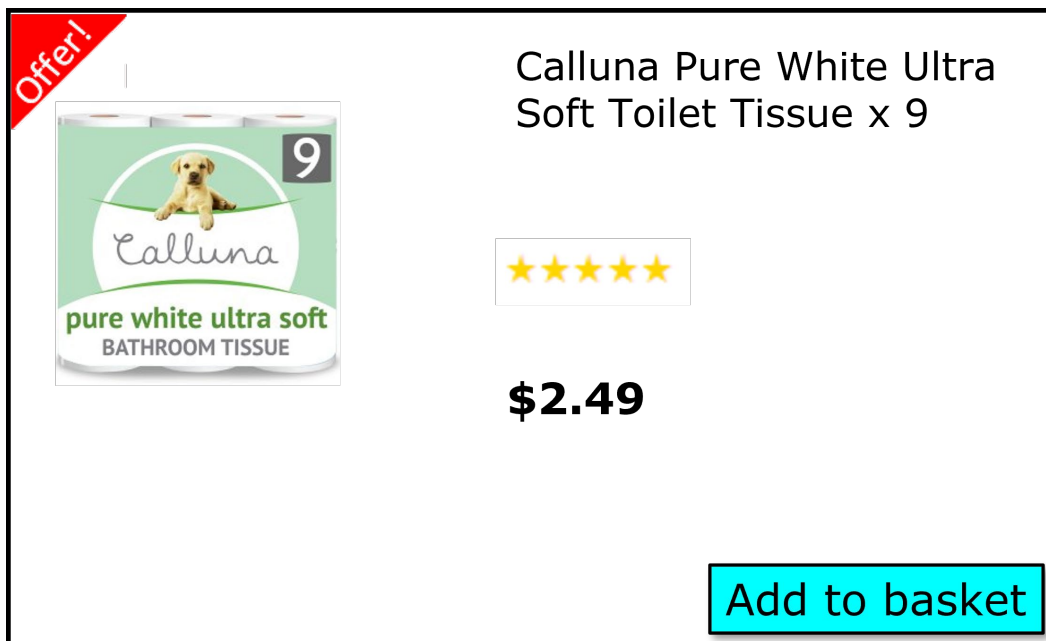 Offer!
Calluna Pure White Ultra
Soft Toilet Tissue x 9
9
Calluna
pure white ultra soft
BATHROOM TISSUE
$2.49
Add to basket